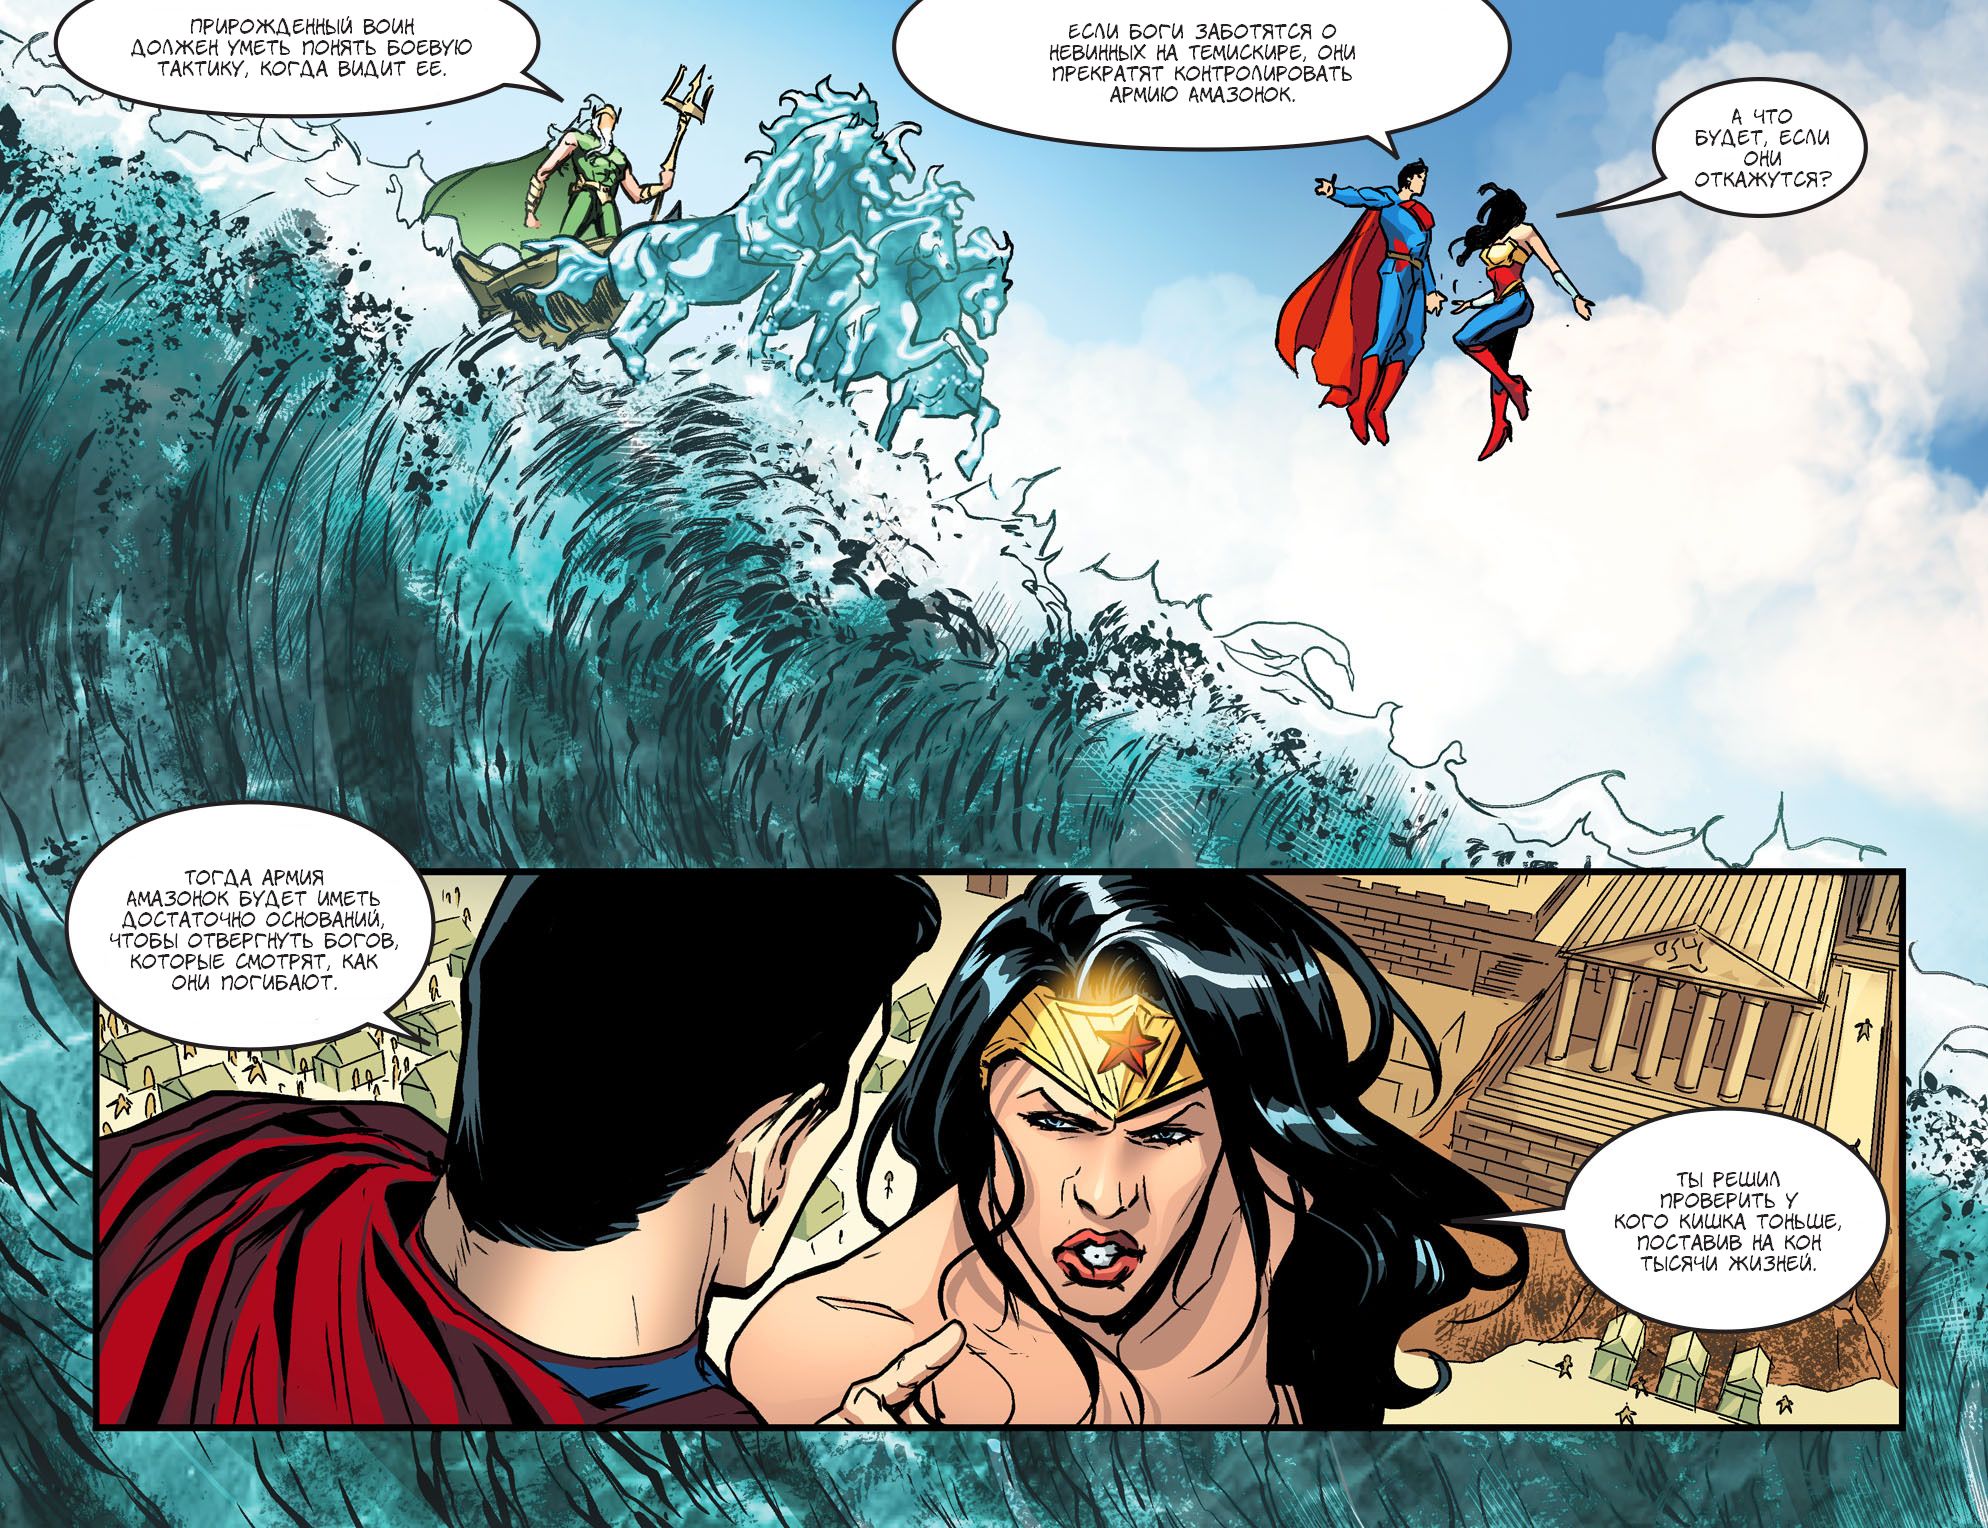 ПРИРОЖДЕННЫЙ ВОИН
ДОЛЖЕН УМЕТЬ ПОНЯТЬ БОЕВУЮ
ТАКТИКУ, КОГДА ВИДИТ ЕЕ.
ЕСЛИ БОГИ ЗАБОТЯТСЯ О
НЕВИННЫХ НА ТЕМИСКИРЕ, ОНИ
ПРЕКРАТЯТ КОНТРОЛИРОВАТЬ
АРМИЮ АМАЗОНОК.
А ЧТО
БУДЕТ, ЕСЛИ
ОНИ
ОТКАЖУТСЯ?
ТОГДА АРМИЯ
АМАЗОНОК БУДЕТ ИМЕТЬ
ДОСТАТОЧНО ОСНОВАНИЙ,
ЧТОБЫ ОТВЕРГНУТЬ БОГОВ,
КОТОРЫЕ СМОТРЯТ, КАК
ОНИ ПОГИБАЮТ.
ТЫ РЕШИЛ
ПРОВЕРИТЬ У
КОГО КИШКА ТОНЬШЕ,
ПОСТАВИВ НА КОН
ТЫСЯЧИ ЖИЗНЕЙ.